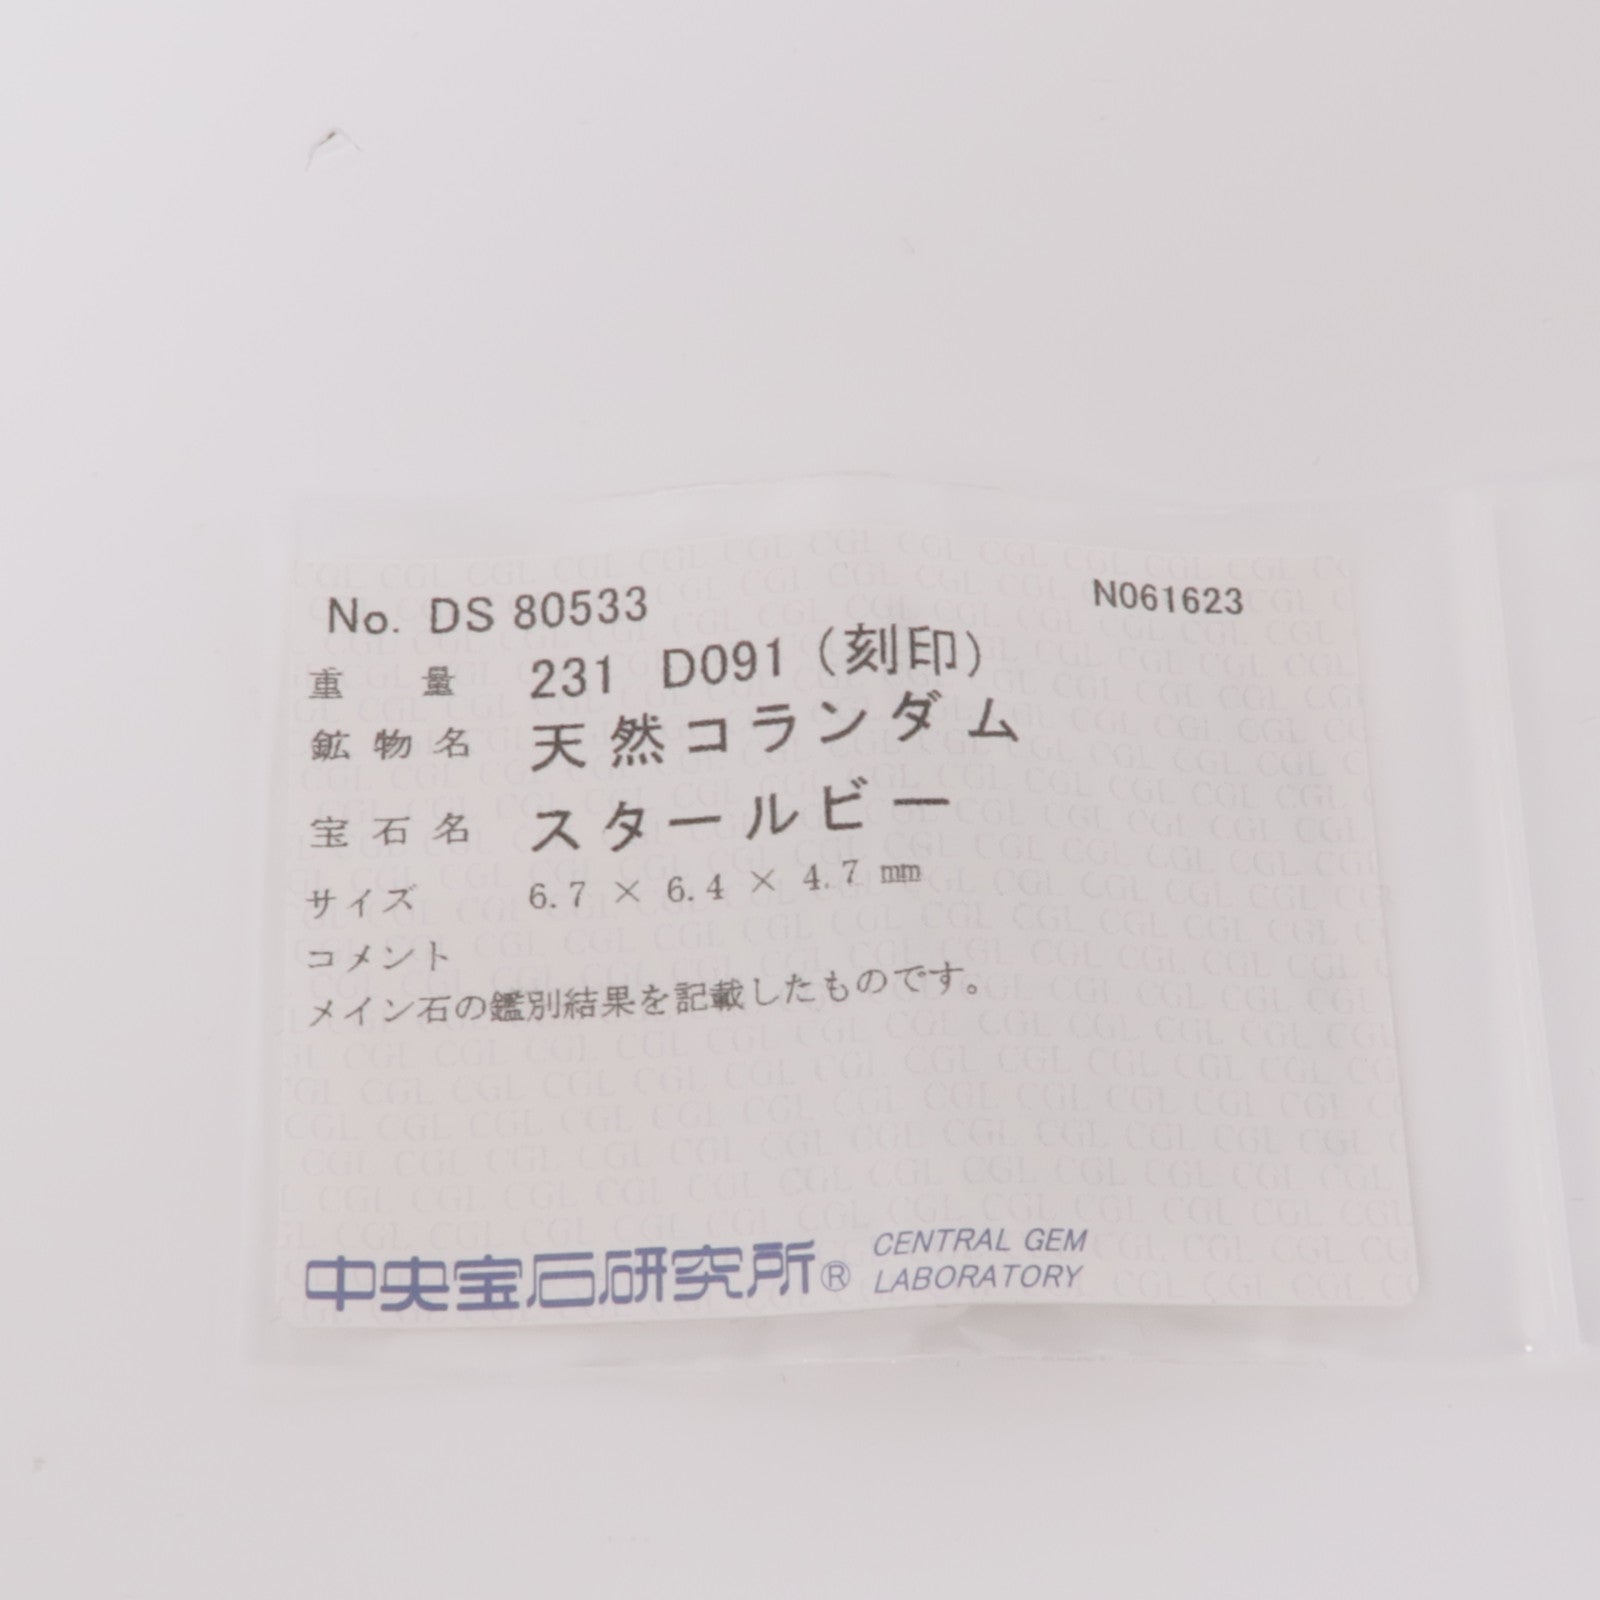 No. DS 80533 N061623
重量 231 D091 (刻印)
鉱物名 天然コランダム
宝石名 スタールビー
サイズ 6.7 × 6.4 × 4.7 mm
コメント
メイン石の鑑別結果を記載したものです。
中央宝石研究所® CENTRAL GEM
LABORATORY